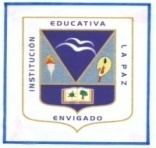 INSTITUCIÓN
EDUCATIVA
LA PAZ
ENVIGADO